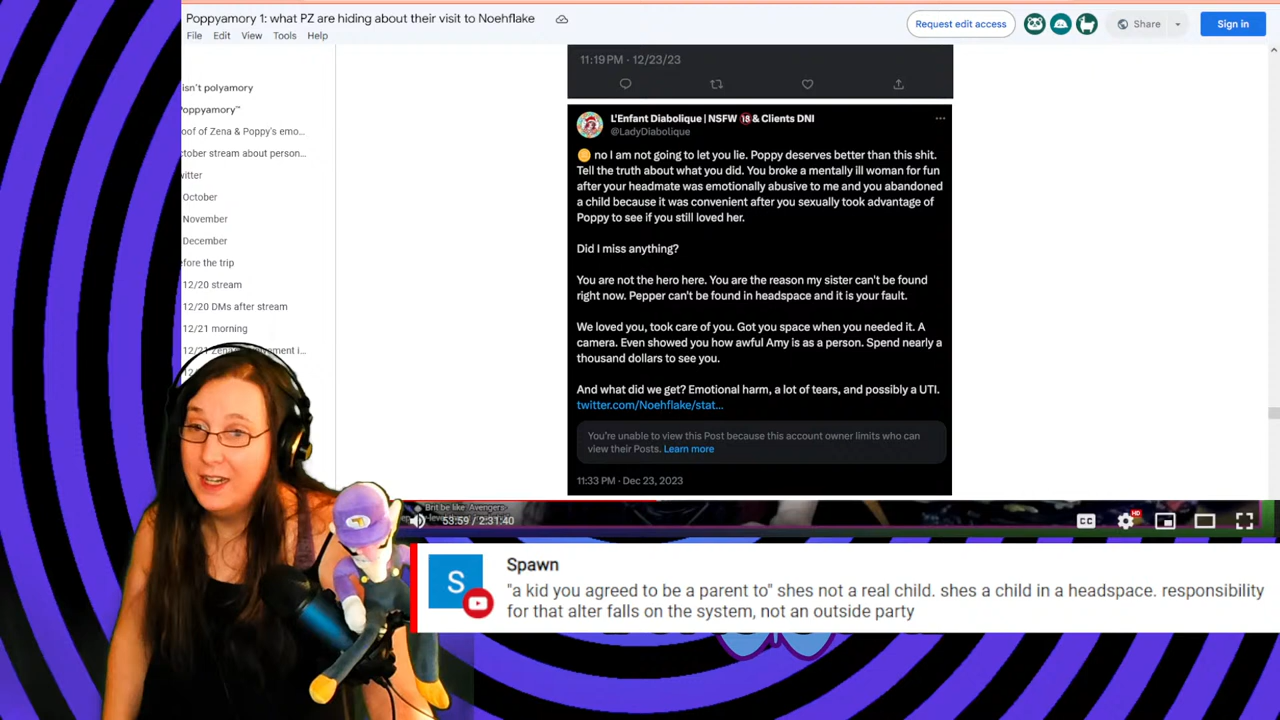 Poppyamory 1: what PZ are hiding about their visit to Noehflake
Request edit access
Share
Sign in
File Edit View Tools Help
isn't polyamory
oppyamory™
oof of Zena & Poppy's emo...
ctober stream about person...
witter
October
November
December
efore the trip
12/20 stream
12/20 DMs after stream
12/21 morning
11:19 PM · 12/23/23
L'Enfant Diabolique | NSFW 🔞& Clients DNI
@LadyDiabolique
no I am not going to let you lie. Poppy deserves better than this shit.
Tell the truth about what you did. You broke a mentally ill woman for fun
after your headmate was emotionally abusive to me and you abandoned
a child because it was convenient after you sexually took advantage of
Poppy to see if you still loved her.
Did I miss anything?
You are not the hero here. You are the reason my sister can't be found
right now. Pepper can't be found in headspace and it is your fault.
We loved you, took care of you. Got you space when you needed it. A
camera. Even showed you how awful Amy is as a person. Spend nearly a
thousand dollars to see you.
And what did we get? Emotional harm, a lot of tears, and possibly a UTI.
twitter.com/Noehflake/stat...
You're unable to view this Post because this account owner limits who can
view their Posts. Learn more
11:33 PM · Dec 23, 2023
Brit be like 'Avengers-
53:59 / 2:31:40
CC
HD
S
Spawn
"a kid you agreed to be a parent to" shes not a real child. shes a child in a headspace. responsibility
for that alter falls on the system, not an outside party